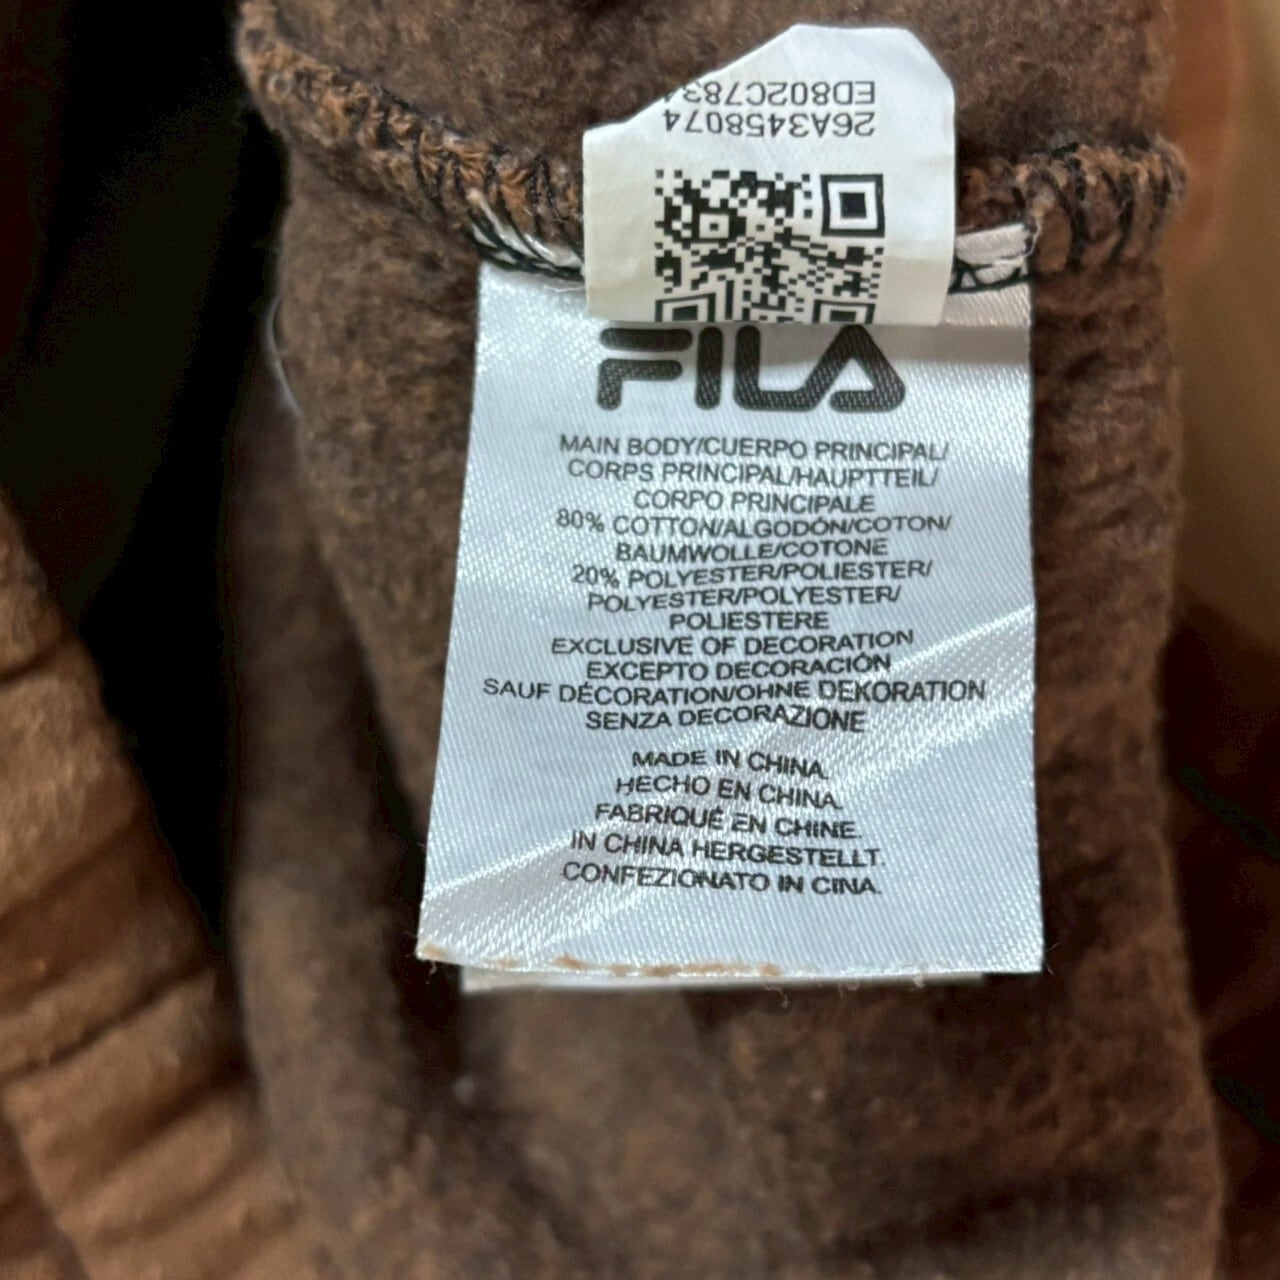 26A3458074
FILA
MAIN BODY/CUERPO PRINCIPAL/
CORPS PRINCIPAL/HAUPTTEIL/
CORPO PRINCIPALE
80% COTTON/ALGODÓN/COTON/
BAUMWOLLE/COTONE
20% POLYESTER/POLIESTER/
POLYESTER/POLYESTER/
POLIESTERE
EXCLUSIVE OF DECORATION
EXCEPTO DECORACIÓN
SAUF DÉCORATION/OHNE DEKORATION
SENZA DECORAZIONE
MADE IN CHINA.
HECHO EN CHINA.
FABRIQUÉ EN CHINE.
IN CHINA HERGESTELLT.
CONFEZIONATO IN CINA.